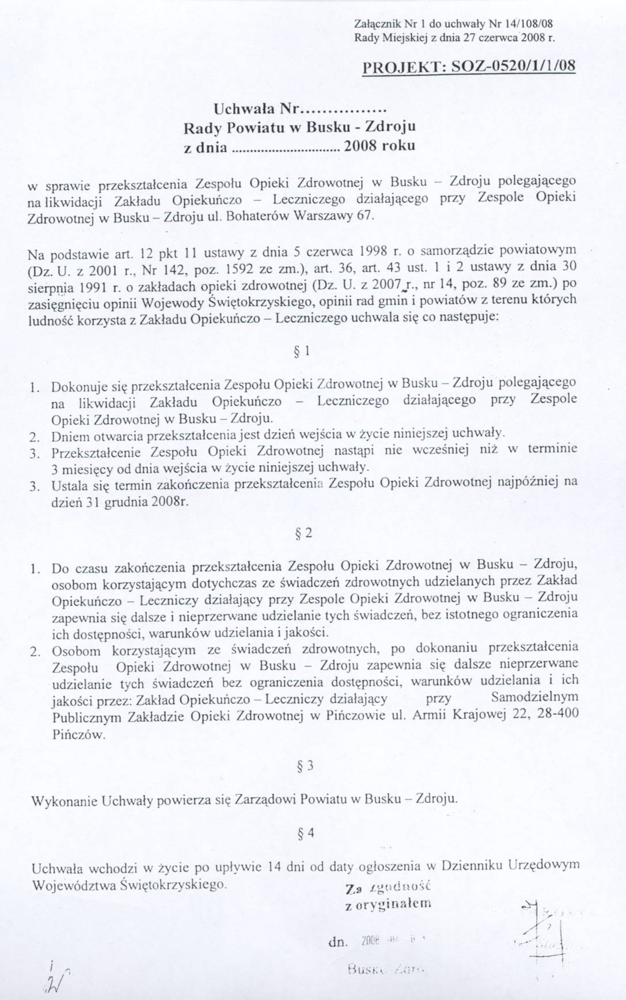 Załącznik Nr 1 do uchwały Nr 14/108/08
Rady Miejskiej z dnia 27 czerwca 2008 r.
PROJEKT: SOZ-0520/1/1/08
Uchwała Nr................
Rady Powiatu w Busku - Zdroju
z dnia ............................... 2008 roku
w sprawie przekształcenia Zespołu Opieki Zdrowotnej w Busku – Zdroju polegającego
na likwidacji Zakładu Opiekuńczo – Leczniczego działającego przy Zespole Opieki
Zdrowotnej w Busku – Zdroju ul. Bohaterów Warszawy 67.
Na podstawie art. 12 pkt 11 ustawy z dnia 5 czerwca 1998 r. o samorządzie powiatowym
(Dz. U. z 2001 r., Nr 142, poz. 1592 ze zm.), art. 36, art. 43 ust. 1 i 2 ustawy z dnia 30
sierpnia 1991 r. o zakładach opieki zdrowotnej (Dz. U. z 2007 r., nr 14, poz. 89 ze zm.) po
zasięgnięciu opinii Wojewody Świętokrzyskiego, opinii rad gmin i powiatów z terenu których
ludność korzysta z Zakładu Opiekuńczo – Leczniczego uchwala się co następuje:
§ 1
1. Dokonuje się przekształcenia Zespołu Opieki Zdrowotnej w Busku – Zdroju polegającego
na likwidacji Zakładu Opiekuńczo – Leczniczego działającego przy Zespole
Opieki Zdrowotnej w Busku – Zdroju.
2. Dniem otwarcia przekształcenia jest dzień wejścia w życie niniejszej uchwały.
3. Przekształcenie Zespołu Opieki Zdrowotnej nastąpi nie wcześniej niż w terminie
3 miesięcy od dnia wejścia w życie niniejszej uchwały.
3. Ustala się termin zakończenia przekształcenia Zespołu Opieki Zdrowotnej najpóźniej na
dzień 31 grudnia 2008r.
§ 2
1. Do czasu zakończenia przekształcenia Zespołu Opieki Zdrowotnej w Busku – Zdroju,
osobom korzystającym dotychczas ze świadczeń zdrowotnych udzielanych przez Zakład
Opiekuńczo – Leczniczy działający przy Zespole Opieki Zdrowotnej w Busku – Zdroju
zapewnia się dalsze i nieprzerwane udzielanie tych świadczeń, bez istotnego ograniczenia
ich dostępności, warunków udzielania i jakości.
2. Osobom korzystającym ze świadczeń zdrowotnych, po dokonaniu przekształcenia
Zespołu Opieki Zdrowotnej w Busku – Zdroju zapewnia się dalsze nieprzerwane
udzielanie tych świadczeń bez ograniczenia dostępności, warunków udzielania i ich
jakości przez: Zakład Opiekuńczo – Leczniczy działający przy Samodzielnym
Publicznym Zakładzie Opieki Zdrowotnej w Pińczowie ul. Armii Krajowej 22, 28-400
Pińczów.
§ 3
Wykonanie Uchwały powierza się Zarządowi Powiatu w Busku – Zdroju.
§ 4
Uchwała wchodzi w życie po upływie 14 dni od daty ogłoszenia w Dzienniku Urzędowym
Województwa Świętokrzyskiego.
Za zgodność
z oryginałem
dn. 2008